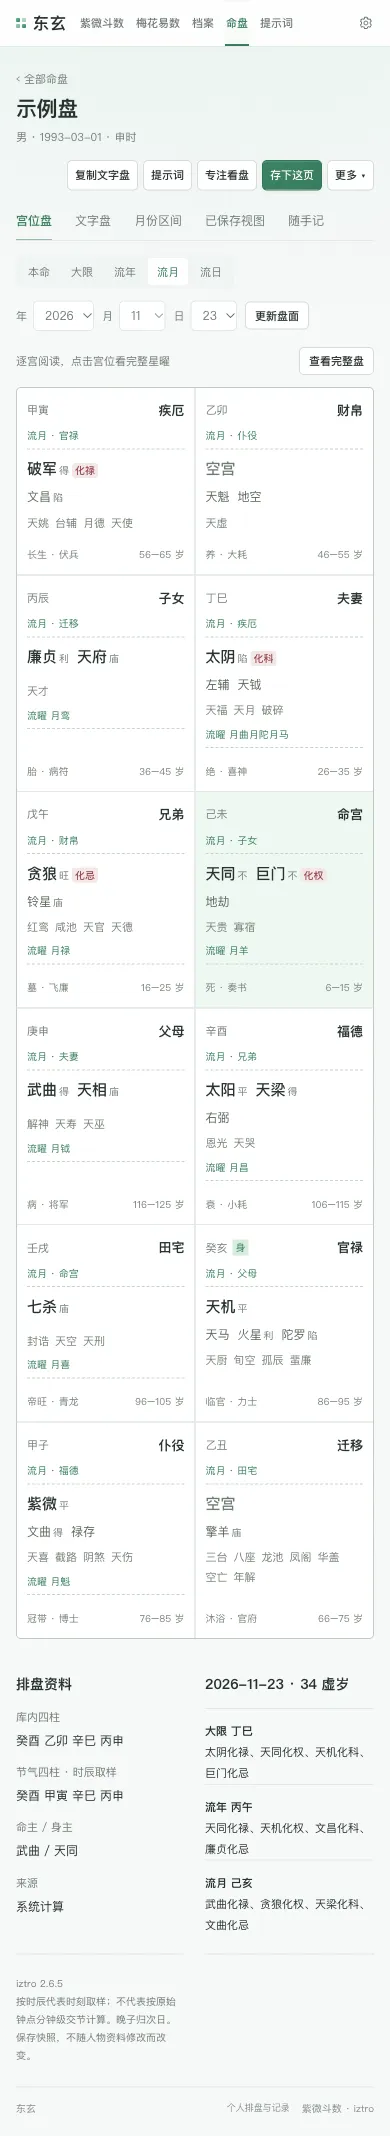 东玄 紫微斗数 梅花易数 档案 命盘 提示词
‹ 全部命盘
示例盘
男 · 1993-03-01 · 申时
复制文字盘 提示词 专注看盘 存下这页 更多
宫位盘 文字盘 月份区间 已保存视图 随手记
本命 大限 流年 流月 流日
年 2026 月 11 日 23 更新盘面
逐宫阅读，点击宫位看完整星曜 查看完整盘
甲寅 疾厄
流月 · 官禄
破军 得 化禄
文昌 陷
天姚 台辅 月德 天使
长生 · 伏兵 56–65 岁
乙卯 财帛
流月 · 仆役
空宫
天魁 地空
天虚
养 · 大耗 46–55 岁
丙辰 子女
流月 · 迁移
廉贞 利 天府 庙
天才
流曜 月鸾
胎 · 病符 36–45 岁
丁巳 夫妻
流月 · 疾厄
太阴 陷 化科
左辅 天钺
天福 天月 破碎
流曜 月曲月陀月马
绝 · 喜神 26–35 岁
戊午 兄弟
流月 · 财帛
贪狼 旺 化忌
铃星 庙
红鸾 咸池 天官 天德
流曜 月禄
墓 · 飞廉 16–25 岁
己未 命宫
流月 · 子女
天同 不 巨门 不 化权
地劫
天贵 寡宿
流曜 月羊
死 · 奏书 6–15 岁
庚申 父母
流月 · 夫妻
武曲 得 天相 庙
解神 天寿 天巫
流曜 月钺
病 · 将军 116–125 岁
辛酉 福德
流月 · 兄弟
太阳 平 天梁 得
右弼
恩光 天哭
流曜 月昌
衰 · 小耗 106–115 岁
壬戌 田宅
流月 · 命宫
七杀 庙
封诰 天空 天刑
流曜 月喜
帝旺 · 青龙 96–105 岁
癸亥 身 官禄
流月 · 父母
天机 平
天马 火星 利 陀罗 陷
天厨 旬空 孤辰 蜚廉
临官 · 力士 86–95 岁
甲子 仆役
流月 · 福德
紫微 平
文曲 得 禄存
天喜 截路 阴煞 天伤
流曜 月魁
冠带 · 博士 76–85 岁
乙丑 迁移
流月 · 田宅
空宫
擎羊 庙
三台 八座 龙池 凤阁 华盖
空亡 年解
沐浴 · 官府 66–75 岁
排盘资料
库内四柱
癸酉 乙卯 辛巳 丙申
节气四柱 · 时辰取样
癸酉 甲寅 辛巳 丙申
命主 / 身主
武曲 / 天同
来源
系统计算
2026-11-23 · 34 虚岁
大限 丁巳
太阴化禄、天同化权、天机化科、
巨门化忌
流年 丙午
天同化禄、天机化权、文昌化科、
廉贞化忌
流月 己亥
武曲化禄、贪狼化权、天梁化科、
文曲化忌
iztro 2.6.5
按时辰代表时刻取样；不代表按原始
钟点分钟级交节计算。晚子归次日。
保存快照，不随人物资料修改而改
变。
东玄 个人排盘与记录 紫微斗数 · iztro